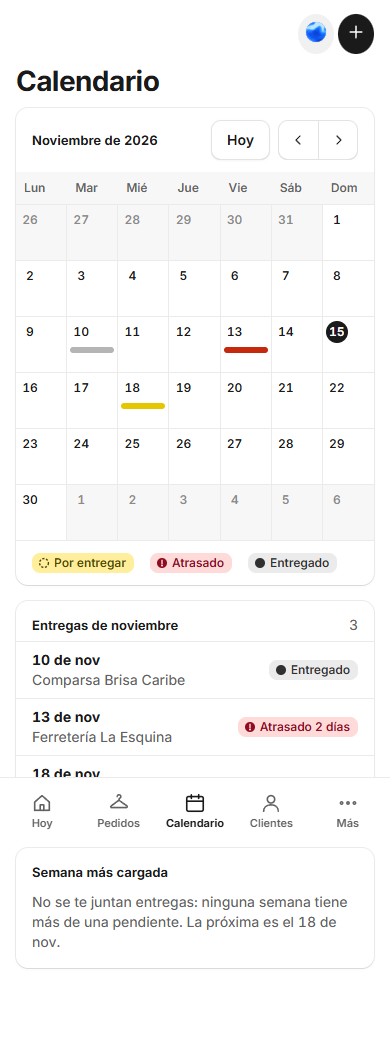 Calendario
Noviembre de 2026
Hoy
Lun Mar Mié Jue Vie Sáb Dom
26 27 28 29 30 31 1
2 3 4 5 6 7 8
9 10 11 12 13 14 15
16 17 18 19 20 21 22
23 24 25 26 27 28 29
30 1 2 3 4 5 6
Por entregar Atrasado Entregado
Entregas de noviembre 3
10 de nov
Comparsa Brisa Caribe
Entregado
13 de nov
Ferretería La Esquina
Atrasado 2 días
18 de nov
Hoy Pedidos Calendario Clientes Más
Semana más cargada
No se te juntan entregas: ninguna semana tiene
más de una pendiente. La próxima es el 18 de
nov.